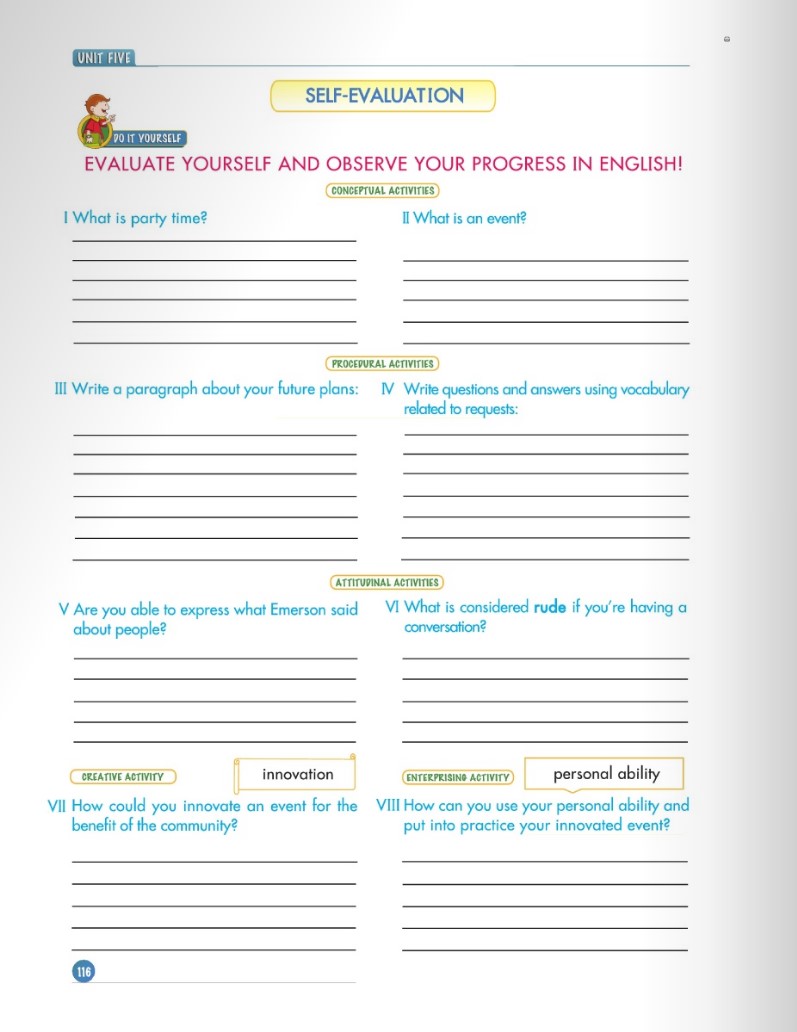 UNIT FIVE
SELF-EVALUATION
DO IT YOURSELF
EVALUATE YOURSELF AND OBSERVE YOUR PROGRESS IN ENGLISH!
CONCEPTUAL ACTIVITIES
I What is party time?
II What is an event?
PROCEDURAL ACTIVITIES
III Write a paragraph about your future plans:
IV Write questions and answers using vocabulary
related to requests:
ATTITUDINAL ACTIVITIES
V Are you able to express what Emerson said
about people?
VI What is considered rude if you're having a
conversation?
CREATIVE ACTIVITY
innovation
VII How could you innovate an event for the
benefit of the community?
ENTERPRISING ACTIVITY
personal ability
VIII How can you use your personal ability and
put into practice your innovated event?
116